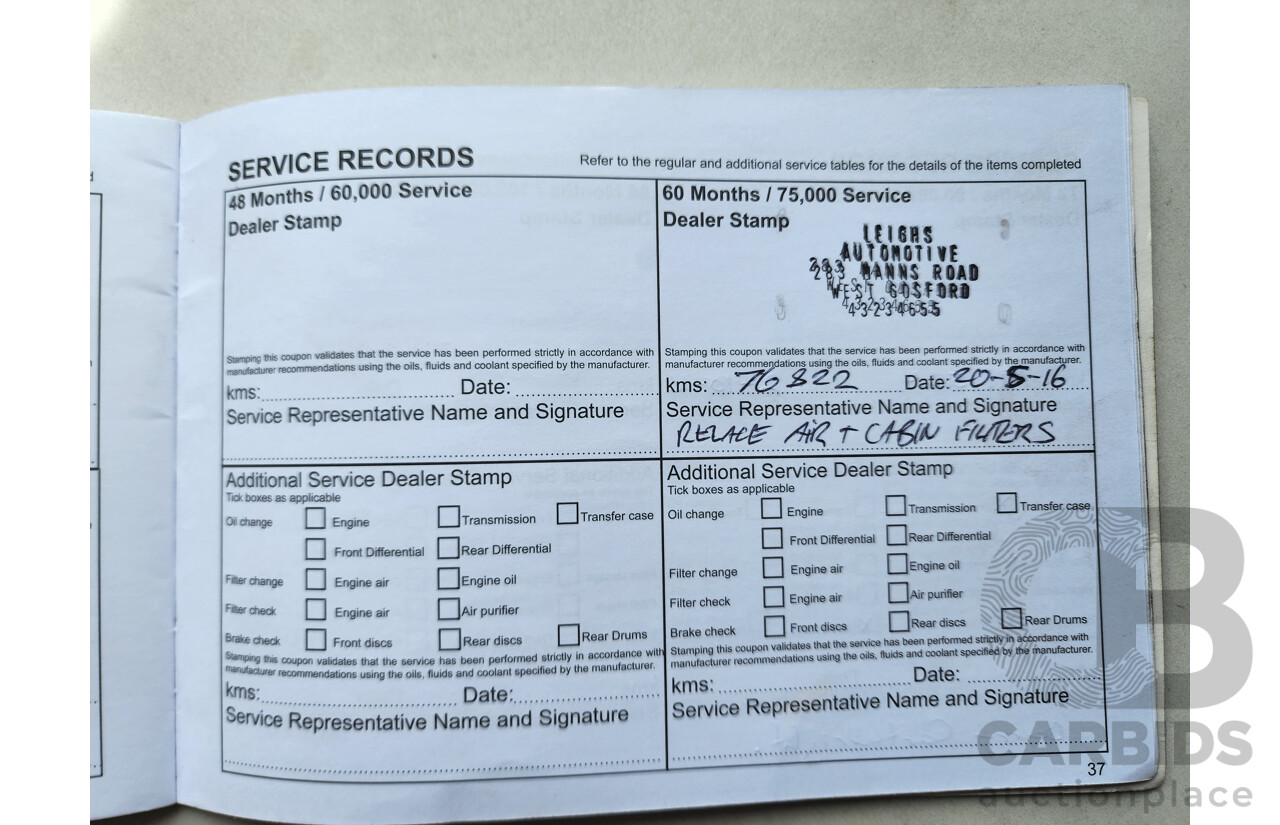 SERVICE RECORDS
Refer to the regular and additional service tables for the details of the items completed
48 Months / 60,000 Service
Dealer Stamp
Stamping this coupon validates that the service has been performed strictly in accordance with
manufacturer recommendations using the oils, fluids and coolant specified by the manufacturer.
kms: Date:
Service Representative Name and Signature
Additional Service Dealer Stamp
Tick boxes as applicable
Oil change Engine Transmission Transfer case
Front Differential Rear Differential
Filter change Engine air Engine oil
Filter check Engine air Air purifier
Brake check Front discs Rear discs Rear Drums
Stamping this coupon validates that the service has been performed strictly in accordance with
manufacturer recommendations using the oils, fluids and coolant specified by the manufacturer.
kms: Date:
Service Representative Name and Signature
60 Months / 75,000 Service
Dealer Stamp
LEIGHS
AUTOMOTIVE
283 MANNS ROAD
WEST GOSFORD
43234655
Stamping this coupon validates that the service has been performed strictly in accordance with
manufacturer recommendations using the oils, fluids and coolant specified by the manufacturer.
kms: 76822 Date: 20-5-16
Service Representative Name and Signature
RELACE AIR + CABIN FILTERS
Additional Service Dealer Stamp
Tick boxes as applicable
Oil change Engine Transmission Transfer case
Front Differential Rear Differential
Filter change Engine air Engine oil
Filter check Engine air Air purifier
Brake check Front discs Rear discs Rear Drums
Stamping this coupon validates that the service has been performed strictly in accordance with
manufacturer recommendations using the oils, fluids and coolant specified by the manufacturer.
kms: Date:
Service Representative Name and Signature
37
CB
CARBIDS
auctionplace